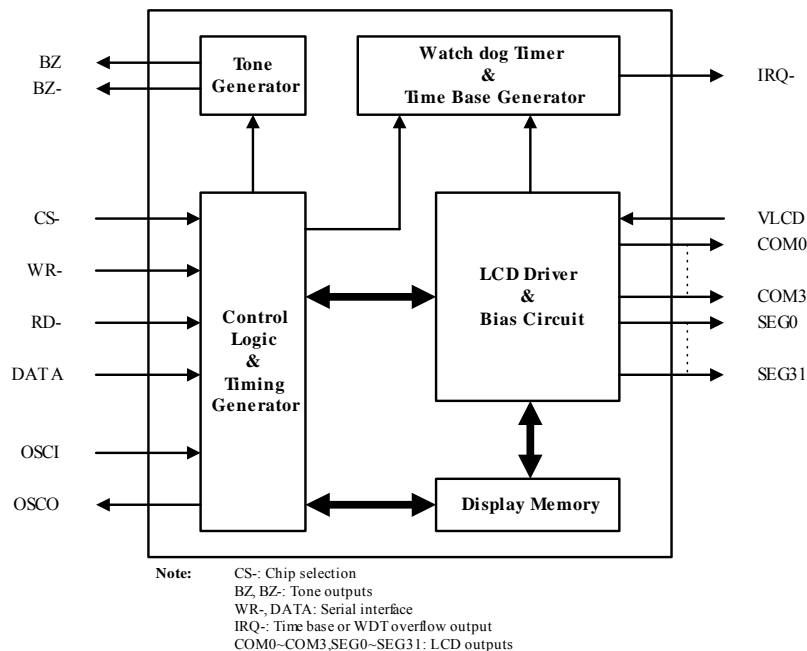 BZ
BZ-
Tone
Generator
Watch dog Timer
&
Time Base Generator
IRQ-
CS-
WR-
RD-
DATA
OSCI
OSCO
Control
Logic
&
Timing
Generator
LCD Driver
&
Bias Circuit
VLCD
COM0
COM3
SEG0
SEG31
Display Memory
Note:
CS-: Chip selection
BZ, BZ-: Tone outputs
WR-, DATA: Serial interface
IRQ-: Time base or WDT overflow output
COM0~COM3,SEG0~SEG31: LCD outputs